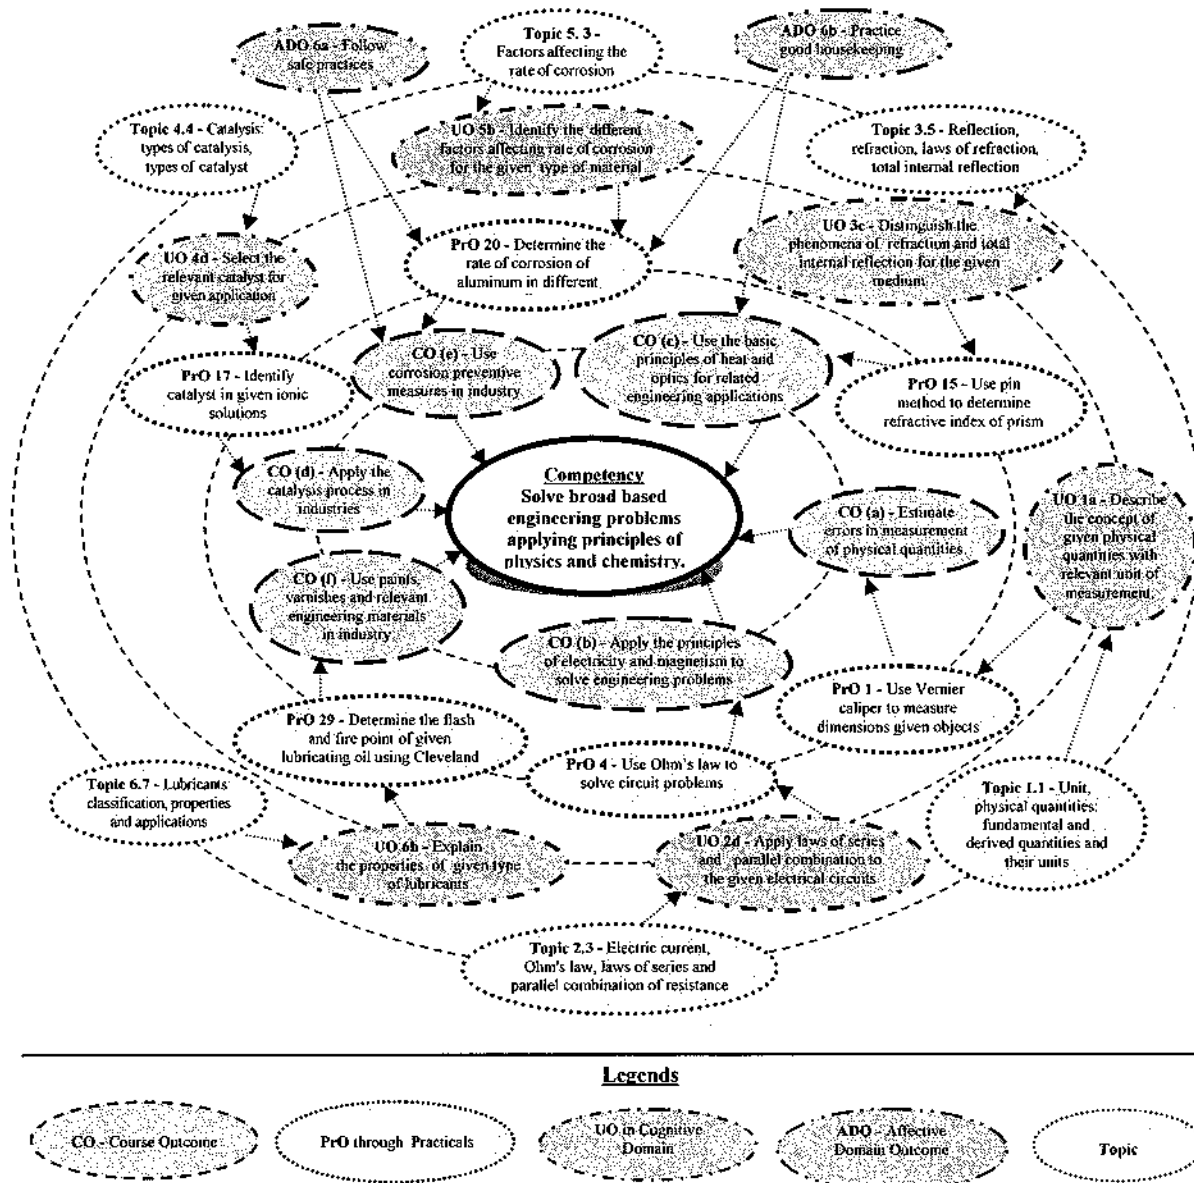 ADO 6a - Follow
safe practices
Topic 5. 3 -
Factors affecting the
rate of corrosion
ADO 6b - Practice
good housekeeping
Topic 4.4 - Catalysis:
types of catalysis,
types of catalyst
UO 5b - Identify the different
factors affecting rate of corrosion
for the given type of material
Topic 3.5 - Reflection,
refraction, laws of refraction,
total internal reflection
UO 4d - Select the
relevant catalyst for
given application
PrO 20 - Determine the
rate of corrosion of
aluminum in different
UO 3c - Distinguish the
phenomena of refraction and total
internal reflection for the given
medium
PrO 17 - Identify
catalyst in given ionic
solutions
CO (e) - Use
corrosion preventive
measures in industry
CO (c) - Use the basic
principles of heat and
optics for related
engineering applications
PrO 15 - Use pin
method to determine
refractive index of prism
CO (d) - Apply the
catalysis process in
industries
Competency
Solve broad based
engineering problems
applying principles of
physics and chemistry.
CO (a) - Estimate
errors in measurement
of physical quantities
UO 1a - Describe
the concept of
given physical
quantities with
relevant unit of
measurement
CO (f) - Use paints,
varnishes and relevant
engineering materials
in industry
CO (b) - Apply the principles
of electricity and magnetism to
solve engineering problems
PrO 1 - Use Vernier
caliper to measure
dimensions given objects
PrO 29 - Determine the flash
and fire point of given
lubricating oil using Cleveland
PrO 4 - Use Ohm's law to
solve circuit problems
Topic 6.7 - Lubricants
classification, properties
and applications
Topic 1.1 - Unit,
physical quantities:
fundamental and
derived quantities and
their units
UO 6b - Explain
the properties of given type
of lubricants
UO 2d - Apply laws of series
and parallel combination to
the given electrical circuits
Topic 2.3 - Electric current,
Ohm's law, laws of series and
parallel combination of resistance
Legends
CO - Course Outcome
PrO through Practicals
UO in Cognitive
Domain
ADO - Affective
Domain Outcome
Topic